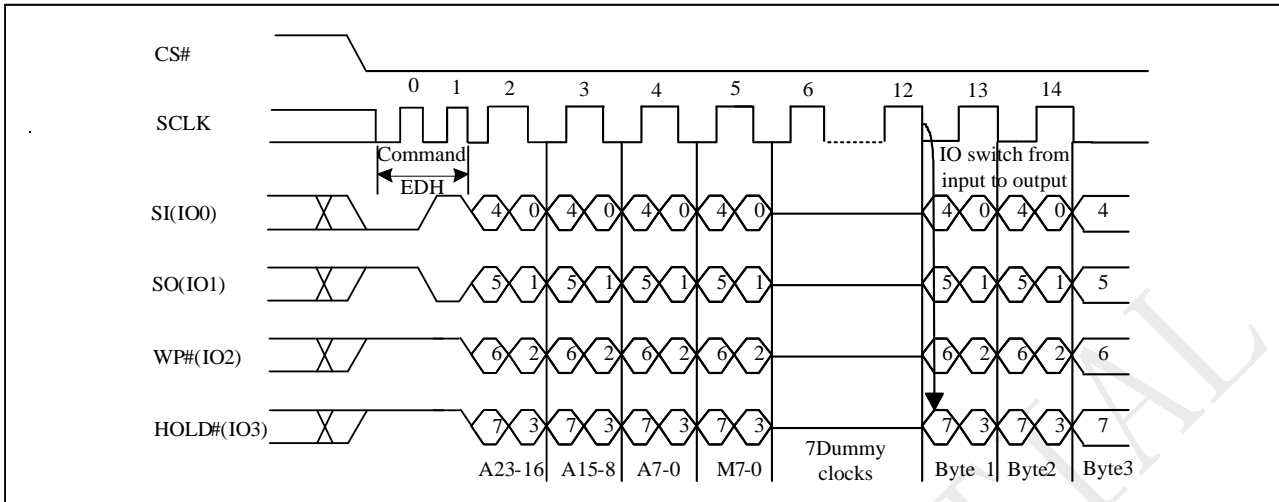 CS#
0 1 2 3 4 5 6 12 13 14
SCLK
Command
EDH
IO switch from
input to output
SI(IO0) 4 0 4 0 4 0 4 0 4 0 4 0 4
SO(IO1) 5 1 5 1 5 1 5 1 5 1 5 1 5
WP#(IO2) 6 2 6 2 6 2 6 2 6 2 6 2 6
HOLD#(IO3) 7 3 7 3 7 3 7 3 7 3 7 3 7
A23-16 A15-8 A7-0 M7-0
7Dummy
clocks
Byte 1 Byte2 Byte3